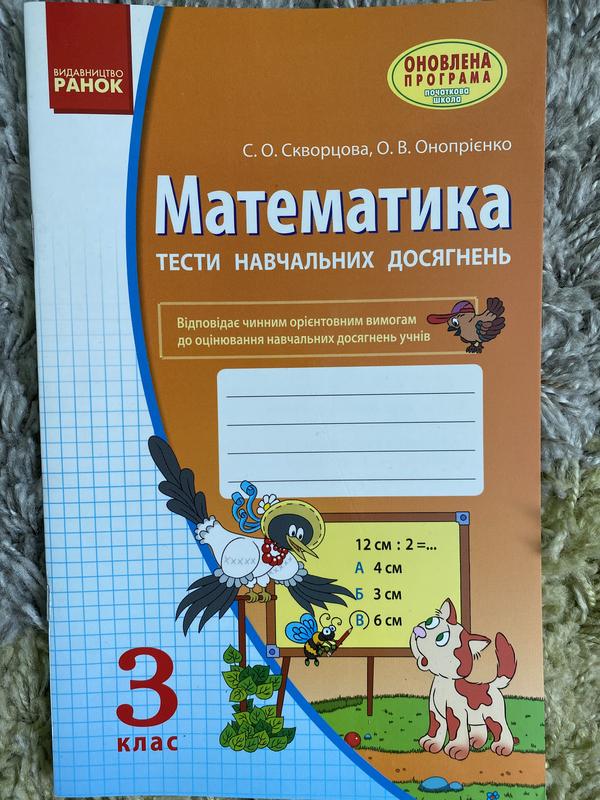 ВИДАВНИЦТВО
РАНОК
ОНОВЛЕНА
ПРОГРАМА
ПОЧАТКОВА
ШКОЛА
С. О. Скворцова, О. В. Онопрієнко
Математика
ТЕСТИ НАВЧАЛЬНИХ ДОСЯГНЕНЬ
Відповідає чинним орієнтовним вимогам
до оцінювання навчальних досягнень учнів
12 см : 2 =...
А 4 см
Б 3 см
В 6 см
3
клас